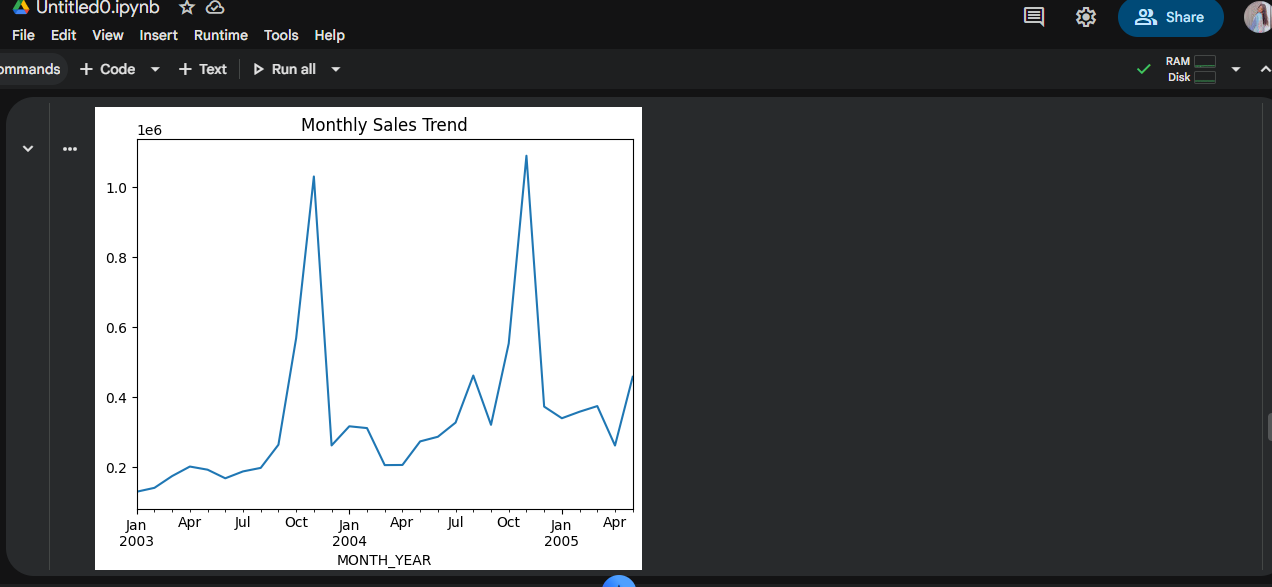 Untitled0.ipynb
File Edit View Insert Runtime Tools Help
Share
ommands + Code + Text Run all
RAM
Disk
Monthly Sales Trend
1e6
1.0
0.8
0.6
0.4
0.2
Jan Apr Jul Oct Jan Apr Jul Oct Jan Apr
2003 2004 2005
MONTH_YEAR